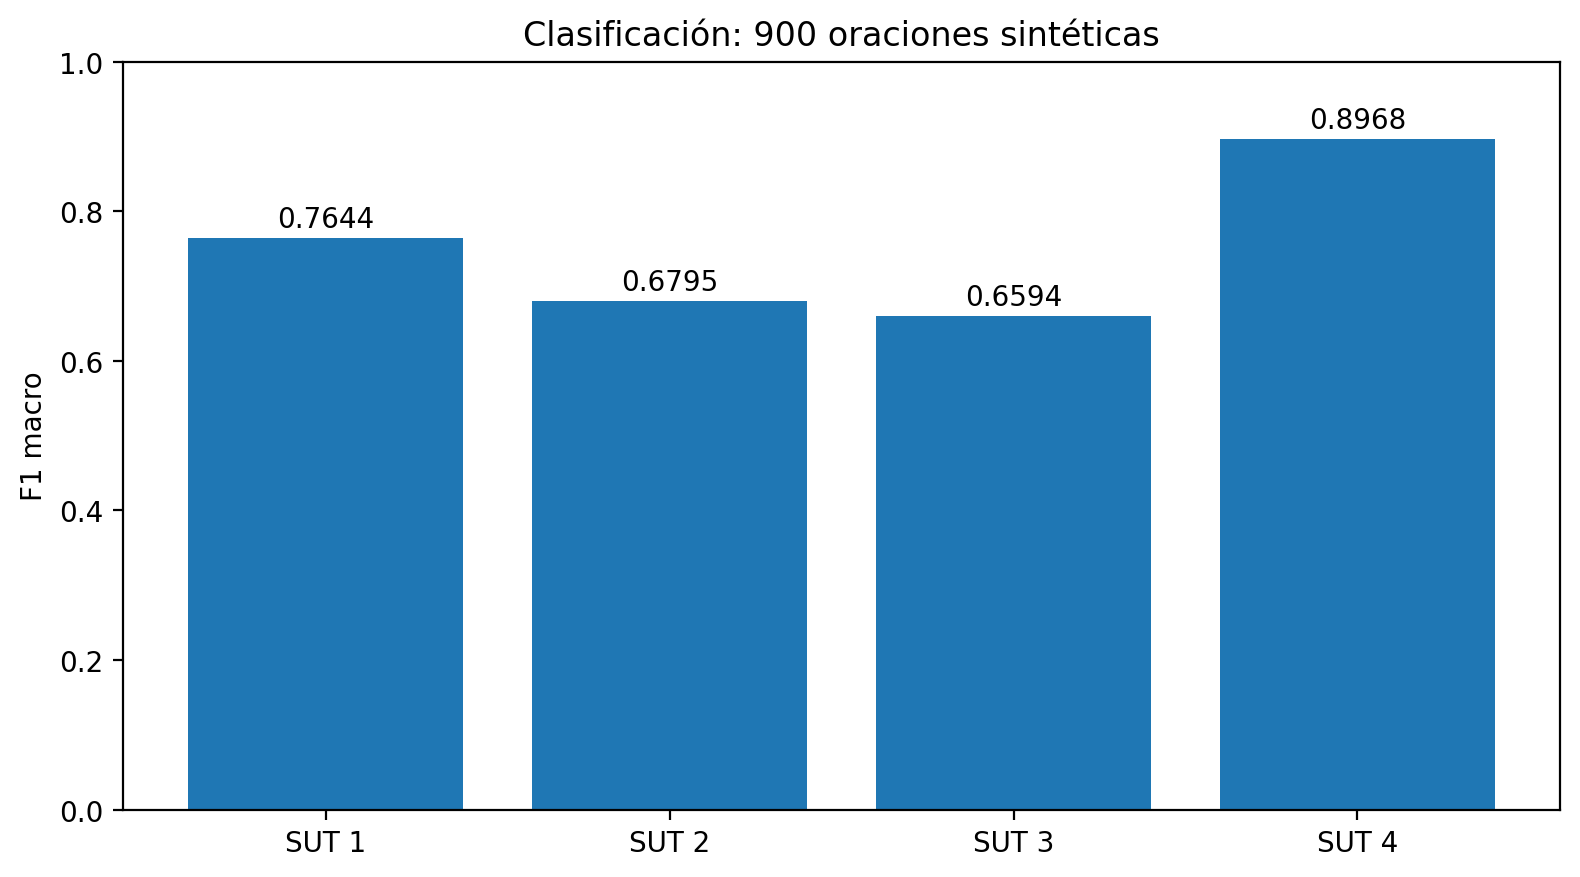 Clasificación: 900 oraciones sintéticas
1.0
0.8
0.6
0.4
0.2
0.0
F1 macro
0.7644
0.6795
0.6594
0.8968
SUT 1
SUT 2
SUT 3
SUT 4